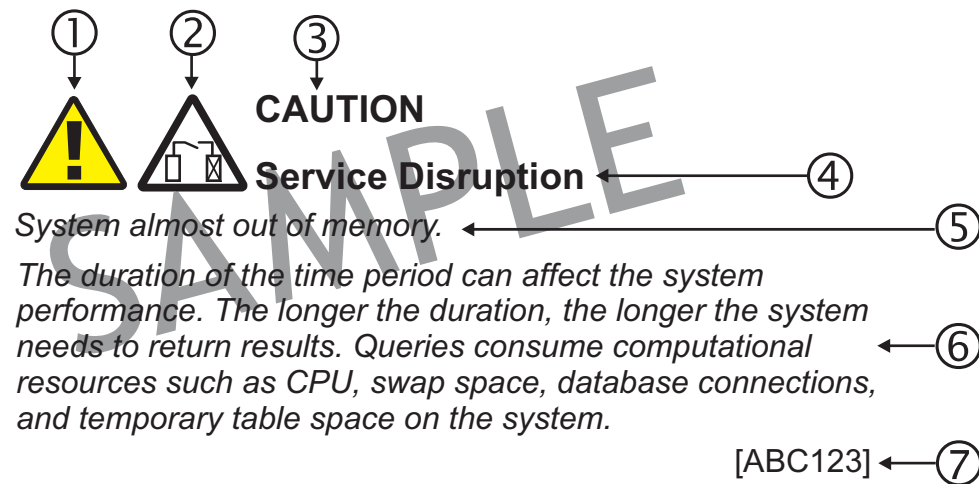 ① ② ③
CAUTION
Service Disruption ④
System almost out of memory. ⑤
The duration of the time period can affect the system
performance. The longer the duration, the longer the system
needs to return results. Queries consume computational ⑥
resources such as CPU, swap space, database connections,
and temporary table space on the system.
[ABC123] ⑦
SAMPLE